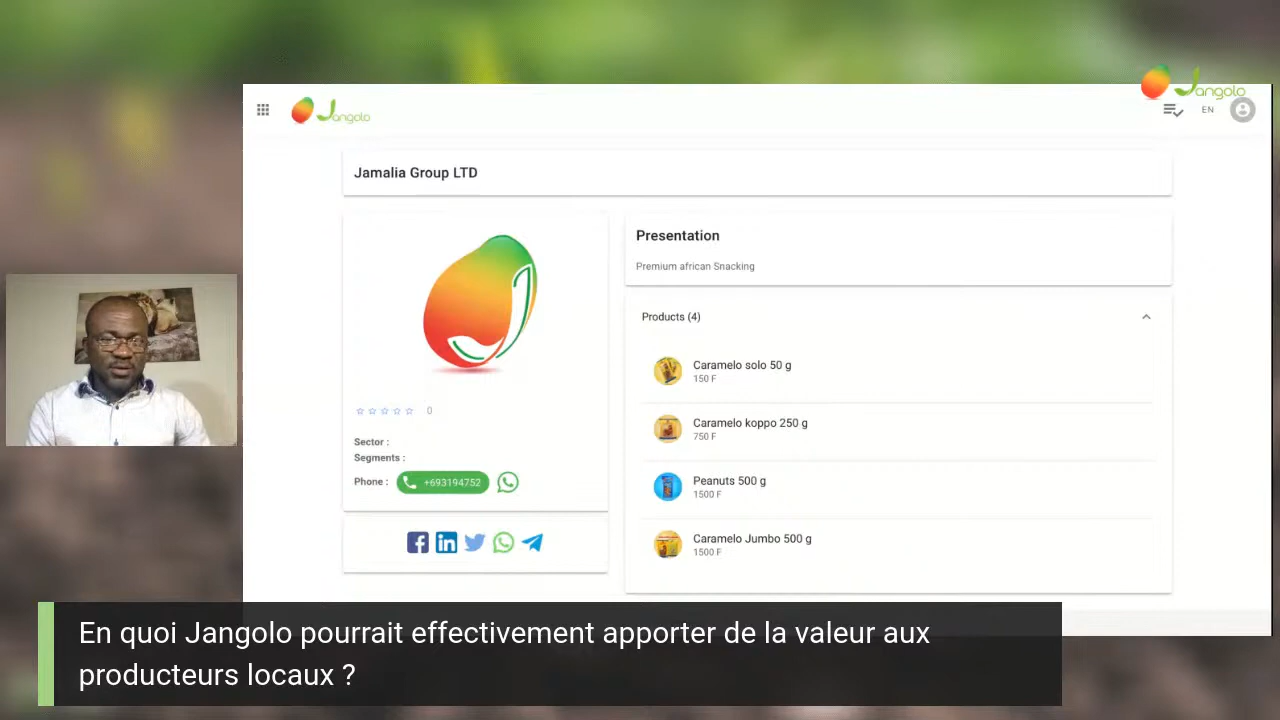 Jangolo
Jangolo
EN
Jamalia Group LTD
Presentation
Premium african Snacking
Products (4)
Caramelo solo 50 g
150 F
Caramelo koppo 250 g
750 F
Peanuts 500 g
1500 F
Caramelo Jumbo 500 g
1500 F
0
Sector :
Segments :
Phone : +693194752
En quoi Jangolo pourrait effectivement apporter de la valeur aux
producteurs locaux ?